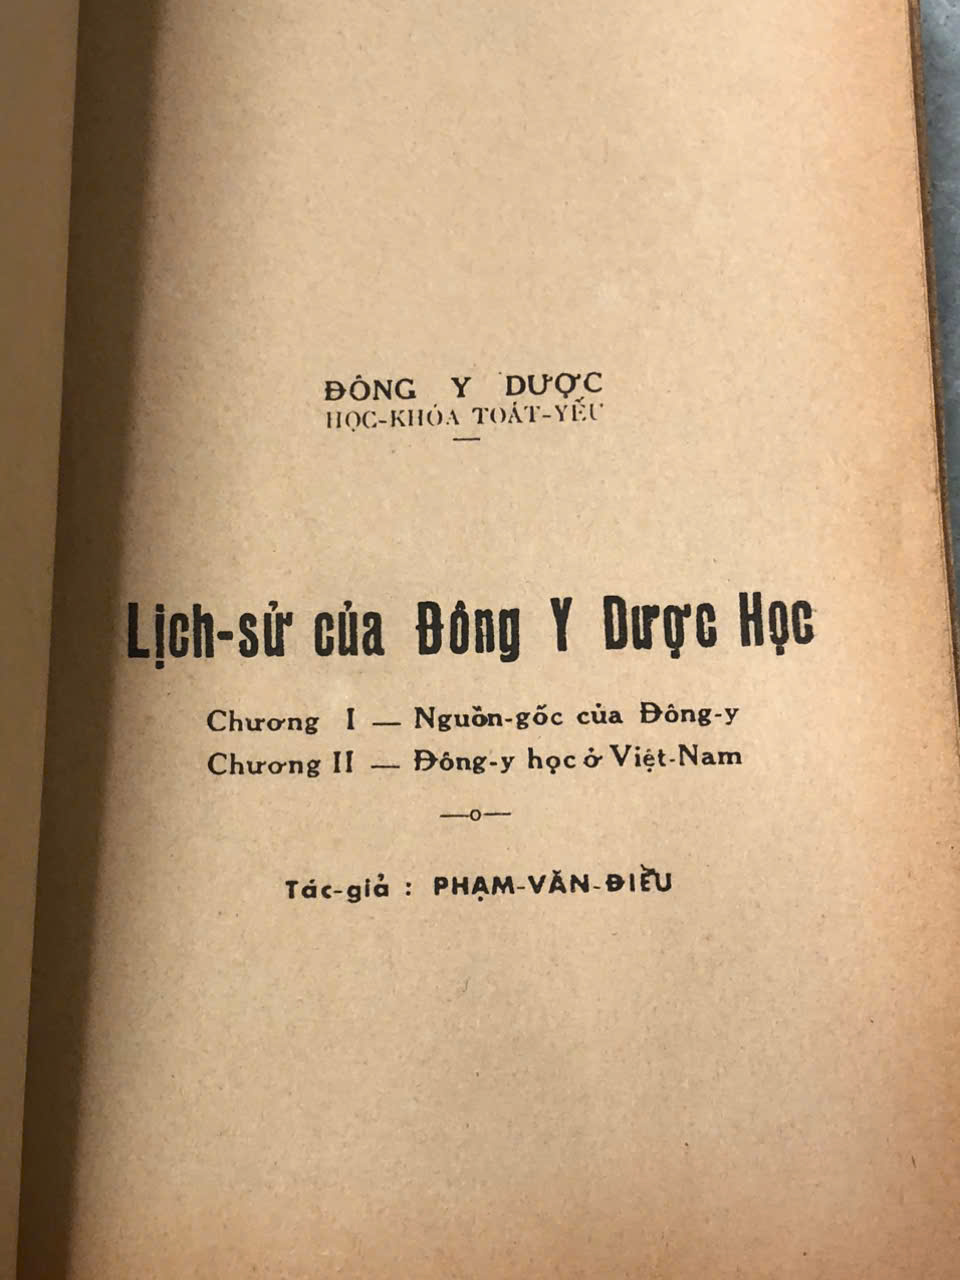 ĐÔNG Y DƯỢC
HỌC-KHÓA TOÁT-YẾU
Lịch-sử của Đông Y Dược Học
Chương I — Nguồn-gốc của Đông-y
Chương II — Đông-y học ở Việt-Nam
—o—
Tác-giả : PHẠM-VĂN-ĐIỀU